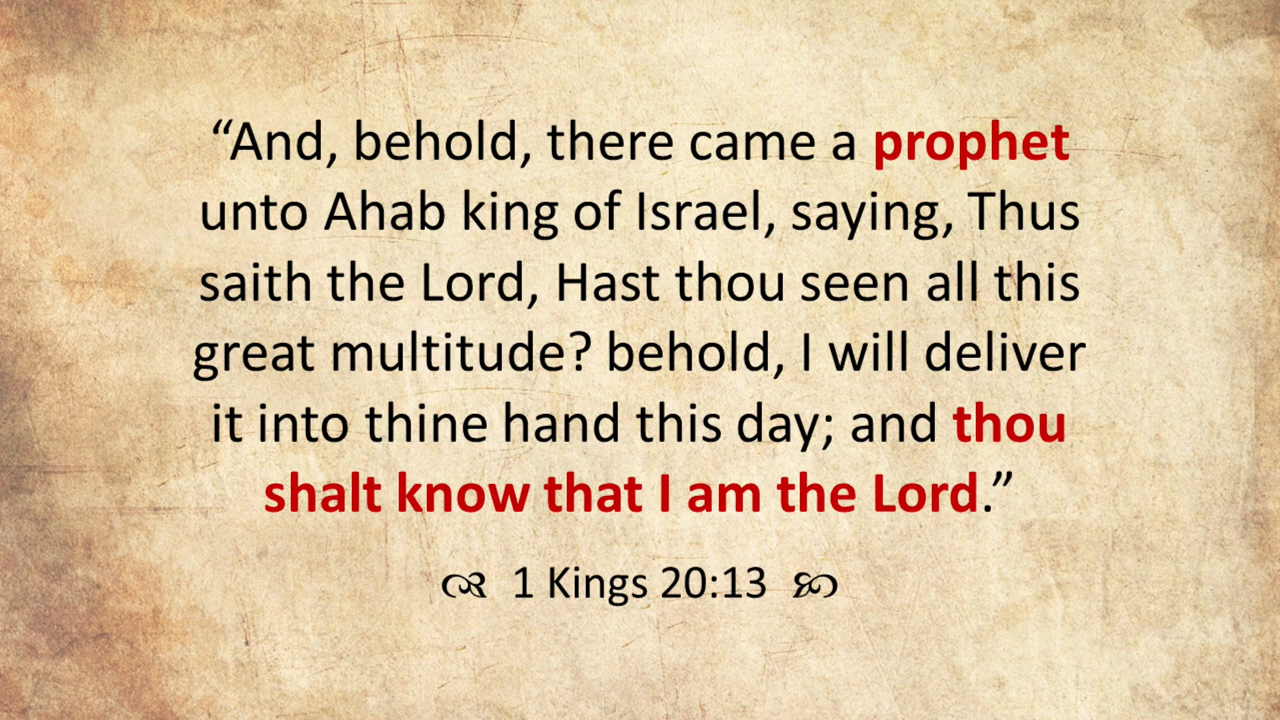 “And, behold, there came a prophet
unto Ahab king of Israel, saying, Thus
saith the Lord, Hast thou seen all this
great multitude? behold, I will deliver
it into thine hand this day; and thou
shalt know that I am the Lord.”
1 Kings 20:13